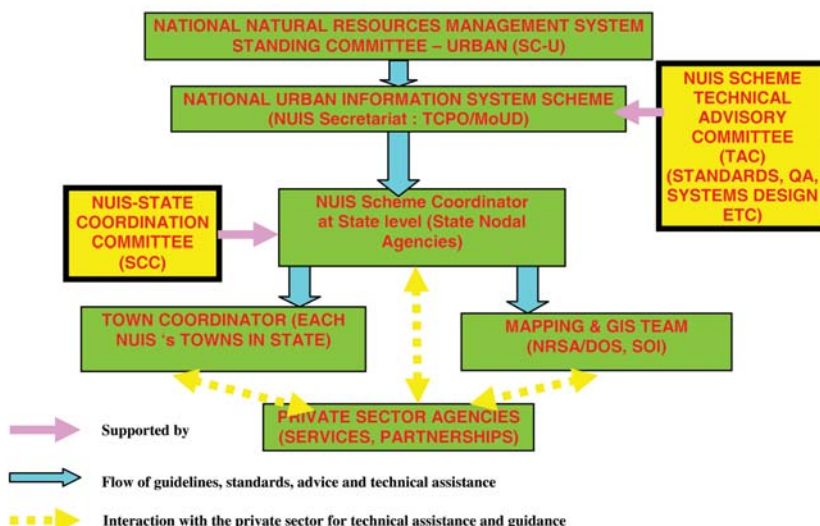 NATIONAL NATURAL RESOURCES MANAGEMENT SYSTEM
STANDING COMMITTEE – URBAN (SC-U)
NATIONAL URBAN INFORMATION SYSTEM SCHEME
(NUIS Secretariat : TCPO/MoUD)
NUIS SCHEME
TECHNICAL
ADVISORY
COMMITTEE
(TAC)
(STANDARDS, QA,
SYSTEMS DESIGN
ETC)
NUIS-STATE
COORDINATION
COMMITTEE
(SCC)
NUIS Scheme Coordinator
at State level (State Nodal
Agencies)
TOWN COORDINATOR (EACH
NUIS ‘s TOWNS IN STATE)
MAPPING & GIS TEAM
(NRSA/DOS, SOI)
PRIVATE SECTOR AGENCIES
(SERVICES, PARTNERSHIPS)
Supported by
Flow of guidelines, standards, advice and technical assistance
Interaction with the private sector for technical assistance and guidance